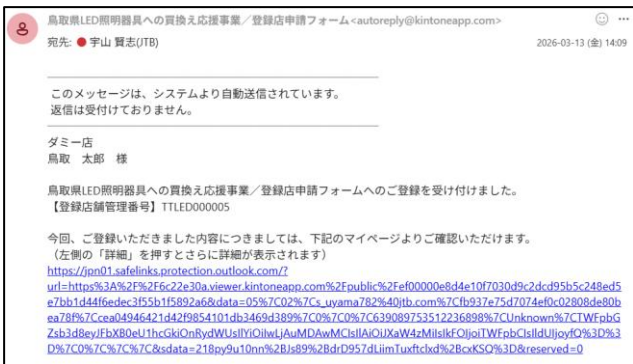 鳥取県LED照明器具への買換え応援事業／登録店申請フォーム<autoreply@kintoneapp.com>
宛先: 宇山 賢志(JTB)
2026-03-13 (金) 14:09
このメッセージは、システムより自動送信されています。
返信は受付けておりません。
ダミー店
鳥取　太郎　様
鳥取県LED照明器具への買換え応援事業／登録店申請フォームへのご登録を受け付けました。
【登録店舗管理番号】TTLED000005
今回、ご登録いただきました内容につきましては、下記のマイページよりご確認いただけます。
（左側の「詳細」を押すとさらに詳細が表示されます）
https://jpn01.safelinks.protection.outlook.com/?
url=https%3A%2F%2F6c22e30a.viewer.kintoneapp.com%2Fpublic%2Fef00000e8d4e10f7030d9c2dcd95b5c248ed5
e7bb1d44f6edec3f55b1f5892a6&data=05%7C02%7Cs_uyama782%40jtb.com%7Cfb937e75d7074ef0c02808de80b
ea78f%7Ccea04946421d42f9854101db3469d389%7C0%7C0%7C639089753512236898%7CUnknown%7CTWFpbG
Zsb3d8eyJFbXB0eU1hcGkiOnRydWUsIlYiOiIwLjAuMDAwMCIsIlAiOiJXaW4zMiIsIkFOIjoiTWFpbCIsIldUIjoyfQ%3D%3
D%7C0%7C%7C%7C&sdata=218py9u10nn%2BJs89%2BdrD957dLiimTuxftclxd%2BcxKSQ%3D&reserved=0